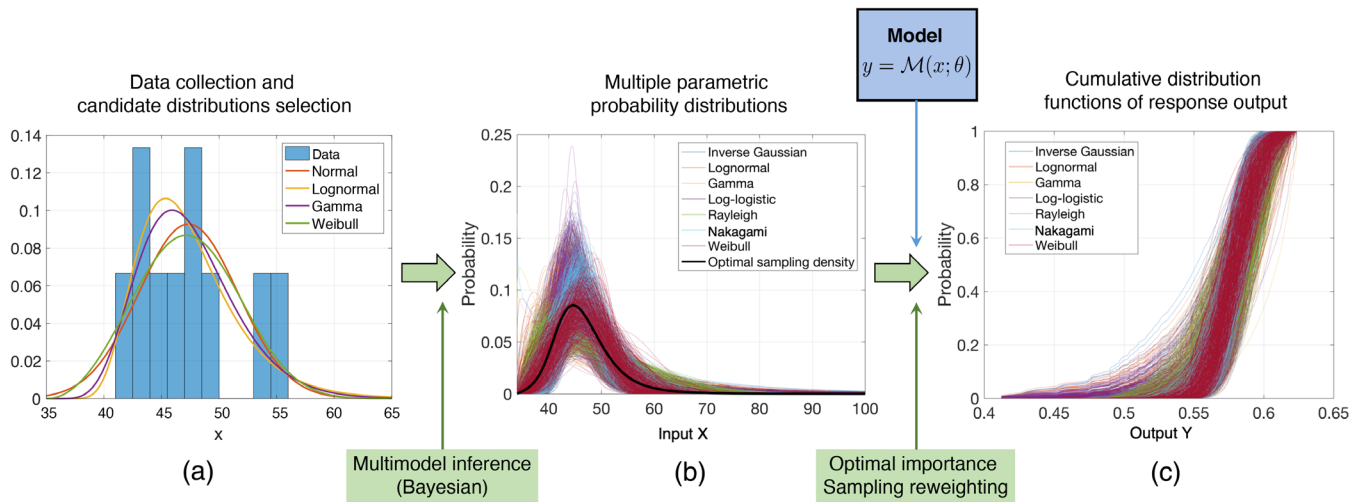 Model
y = M(x; θ)
Data collection and
candidate distributions selection
Multiple parametric
probability distributions
Cumulative distribution
functions of response output
0.14
0.12
0.1
0.08
0.06
0.04
0.02
0
35
40
45
50
55
60
65
x
Data
Normal
Lognormal
Gamma
Weibull
(a)
Multimodel inference
(Bayesian)
Probability
0.25
0.2
0.15
0.1
0.05
0
40
50
60
70
80
90
100
Input X
Inverse Gaussian
Lognormal
Gamma
Log-logistic
Rayleigh
Nakagami
Weibull
Optimal sampling density
(b)
Optimal importance
Sampling reweighting
Probability
1
0.8
0.6
0.4
0.2
0
0.4
0.45
0.5
0.55
0.6
0.65
Output Y
Inverse Gaussian
Lognormal
Gamma
Log-logistic
Rayleigh
Nakagami
Weibull
(c)